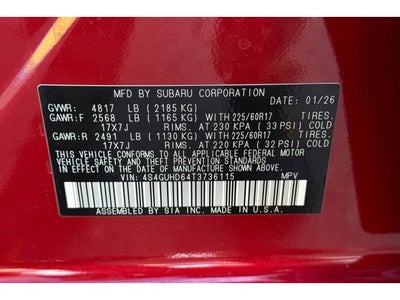 MFD BY SUBARU CORPORATION DATE: 01/26
GVWR: 4817 LB (2185 KG)
GAWR:F 2568 LB (1165 KG) WITH 225/60R17 TIRES
17X7J RIMS. AT 230 KPA (33 PSI) COLD
GAWR:R 2491 LB (1130 KG) WITH 225/60R17 TIRES
17X7J RIMS. AT 220 KPA (32 PSI) COLD
THIS VEHICLE CONFORMS TO ALL APPLICABLE FEDERAL MOTOR
VEHICLE SAFETY AND THEFT PREVENTION STANDARDS IN EFFECT
ON THE DATE OF MANUFACTURE SHOWN ABOVE.
VIN: 4S4GUHD64T3736115 MPV
ASSEMBLED BY SIA INC. MADE IN U.S.A.